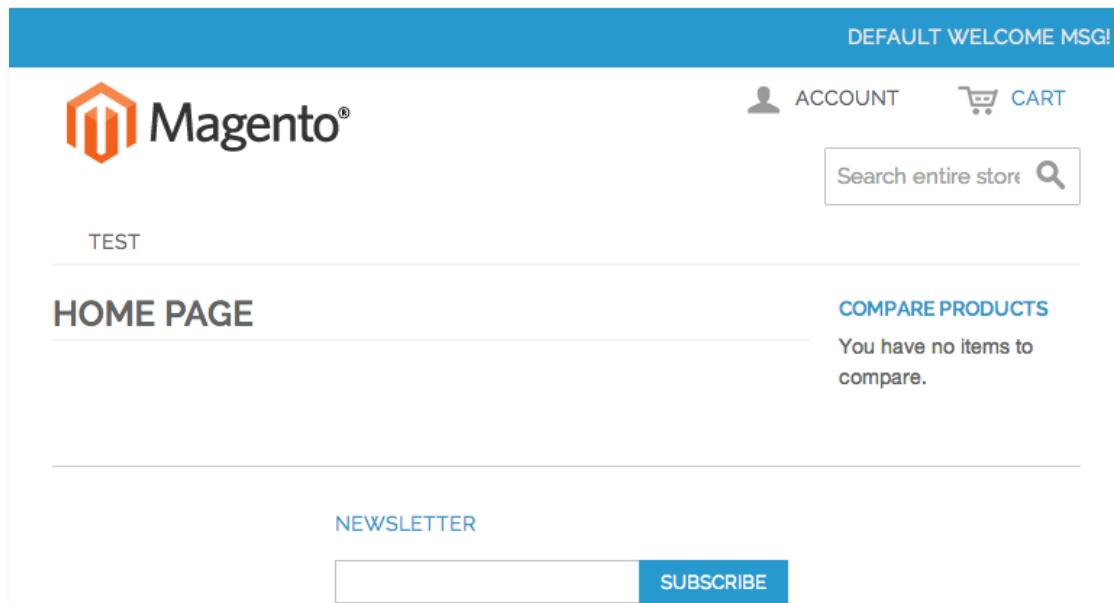 DEFAULT WELCOME MSG!
Magento®
ACCOUNT
CART
Search entire store
TEST
HOME PAGE
COMPARE PRODUCTS
You have no items to
compare.
NEWSLETTER
SUBSCRIBE